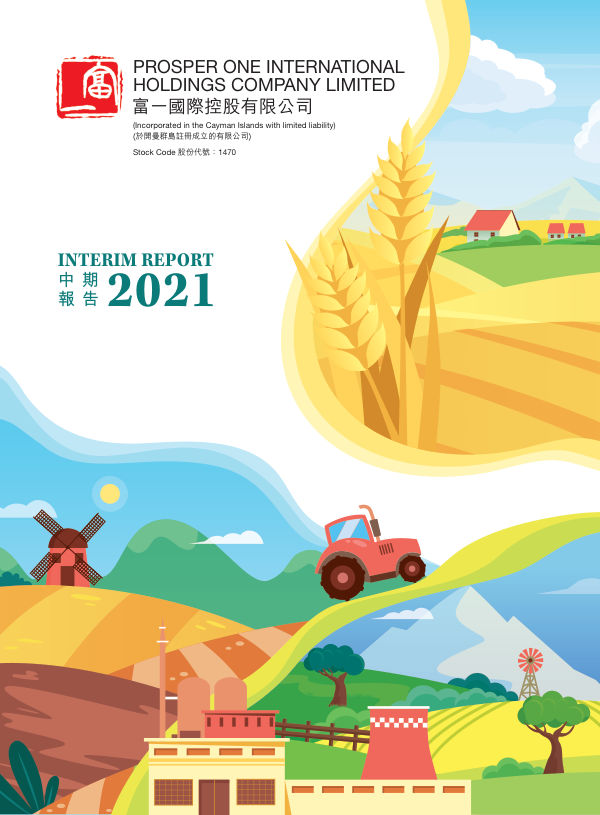 富一
PROSPER ONE INTERNATIONAL
HOLDINGS COMPANY LIMITED
富一國際控股有限公司
(Incorporated in the Cayman Islands with limited liability)
(於開曼群島註冊成立的有限公司)
Stock Code 股份代號：1470
INTERIM REPORT
中期
報告
2021